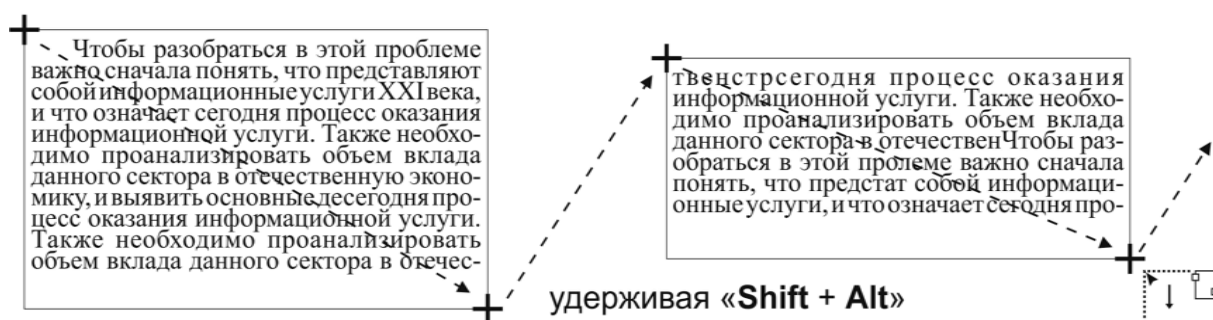 Чтобы разобраться в этой проблеме
важно сначала понять, что представляют
собой информационные услуги XXI века,
и что означает сегодня процесс оказания
информационной услуги. Также необхо-
димо проанализировать объем вклада
данного сектора в отечественную эконо-
мику, и выявить основные десегодня про-
цесс оказания информационной услуги.
Также необходимо проанализировать
объем вклада данного сектора в отечес-
твенстрсегодня процесс оказания
информационной услуги. Также необхо-
димо проанализировать объем вклада
данного сектора в отечественЧтобы раз-
обраться в этой пролеме важно сначала
понять, что предстат собой информаци-
онные услуги, и что означает сегодня про-
удерживая «Shift + Alt»